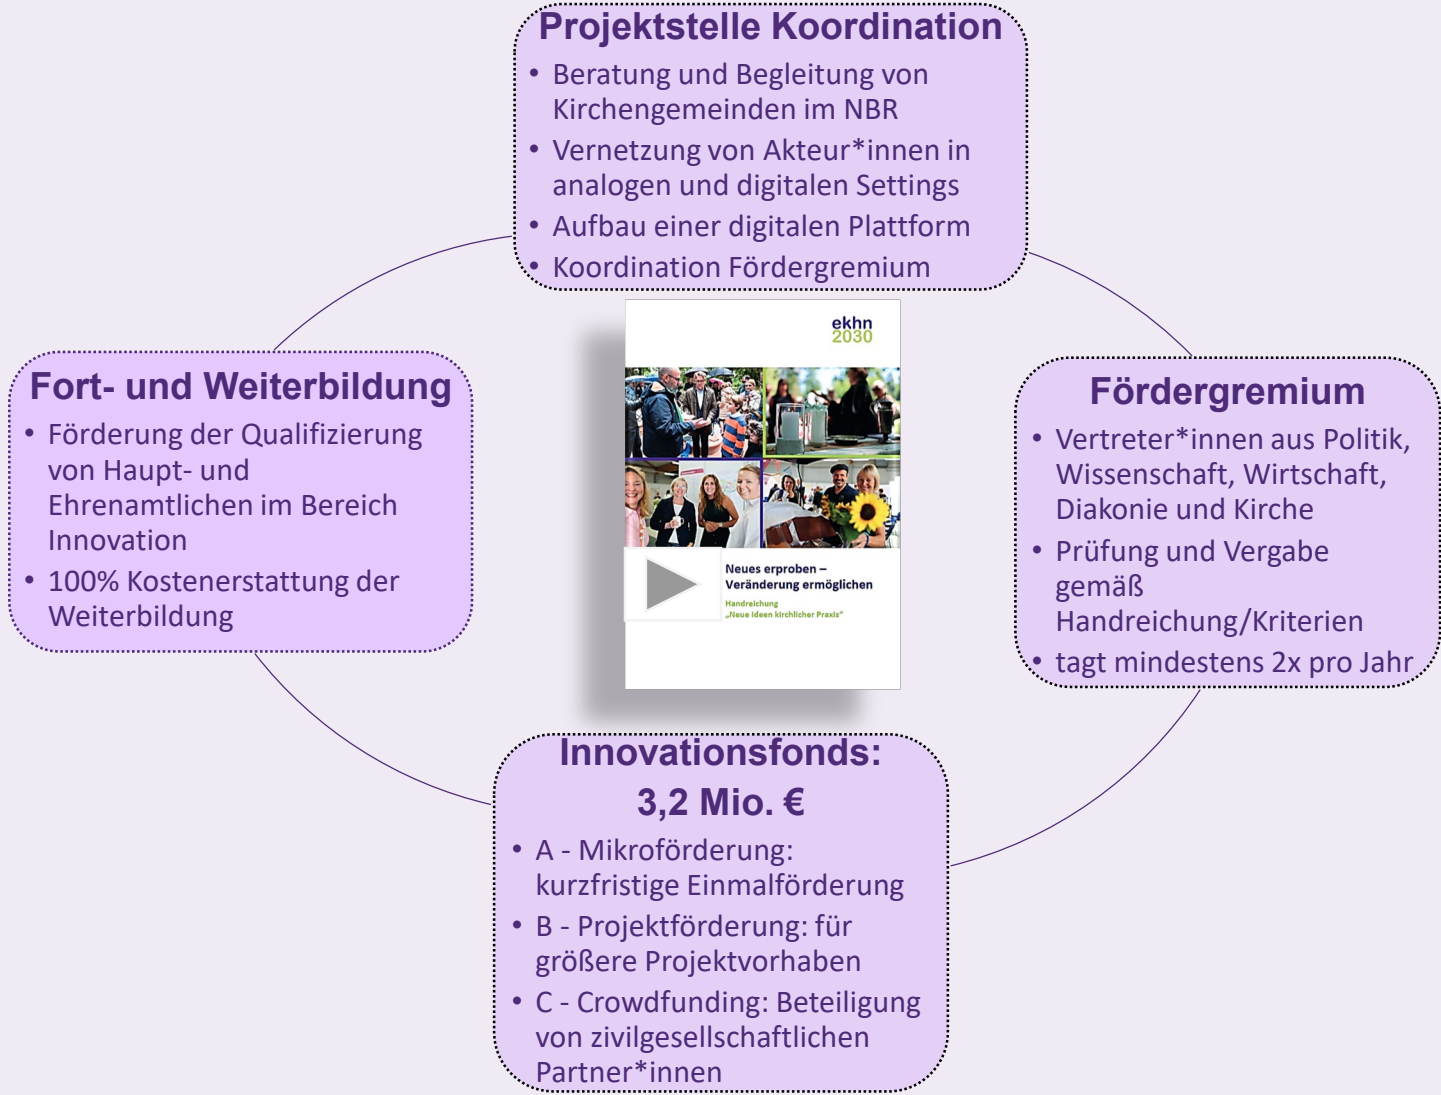 Projektstelle Koordination
• Beratung und Begleitung von
Kirchengemeinden im NBR
• Vernetzung von Akteur*innen in
analogen und digitalen Settings
• Aufbau einer digitalen Plattform
• Koordination Fördergremium
Fort- und Weiterbildung
• Förderung der Qualifizierung
von Haupt- und
Ehrenamtlichen im Bereich
Innovation
• 100% Kostenerstattung der
Weiterbildung
ekhn
2030
Neues erproben –
Veränderung ermöglichen
Handreichung
„Neue Ideen kirchlicher Praxis“
Fördergremium
• Vertreter*innen aus Politik,
Wissenschaft, Wirtschaft,
Diakonie und Kirche
• Prüfung und Vergabe
gemäß
Handreichung/Kriterien
• tagt mindestens 2x pro Jahr
Innovationsfonds:
3,2 Mio. €
• A - Mikroförderung:
kurzfristige Einmalförderung
• B - Projektförderung: für
größere Projektvorhaben
• C - Crowdfunding: Beteiligung
von zivilgesellschaftlichen
Partner*innen